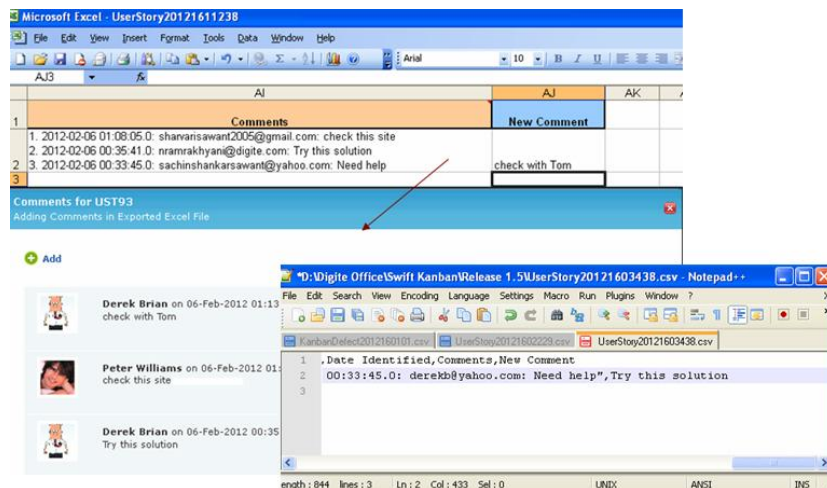 Microsoft Excel - UserStory20121611238
File Edit View Insert Format Tools Data Window Help
Arial 10 B I U
AJ3 fx
AI AJ AK
1 Comments New Comment
1. 2012-02-06 01:08:05.0: sharvarisawant2005@gmail.com: check this site
2. 2012-02-06 00:35:41.0: nramrakhyani@digite.com: Try this solution
2 3. 2012-02-06 00:33:45.0: sachinshankarsawant@yahoo.com: Need help check with Tom
3
Comments for UST93
Adding Comments in Exported Excel File
Add
Derek Brian on 06-Feb-2012 01:13
check with Tom
Peter Williams on 06-Feb-2012 01:
check this site
Derek Brian on 06-Feb-2012 00:35
Try this solution
*D:\Digite Office\Swift Kanban\Release 1.5\UserStory20121603438.csv - Notepad++
File Edit Search View Encoding Language Settings Macro Run Plugins Window ?
KanbanDefect2012160101.csv UserStory20121602229.csv UserStory20121603438.csv
1 ,Date Identified,Comments,New Comment
2 00:33:45.0: derekb@yahoo.com: Need help",Try this solution
3
ength : 844 lines : 3 Ln : 2 Col : 433 Sel : 0 UNIX ANSI INS